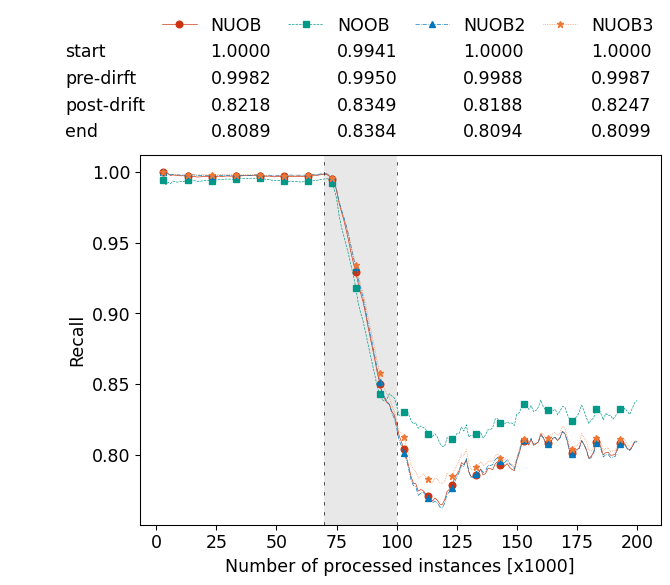 NUOB NOOB NUOB2 NUOB3
start 1.0000 0.9941 1.0000 1.0000
pre-dirft 0.9982 0.9950 0.9988 0.9987
post-drift 0.8218 0.8349 0.8188 0.8247
end 0.8089 0.8384 0.8094 0.8099
1.00
0.95
0.90
0.85
0.80
Recall
0 25 50 75 100 125 150 175 200
Number of processed instances [x1000]